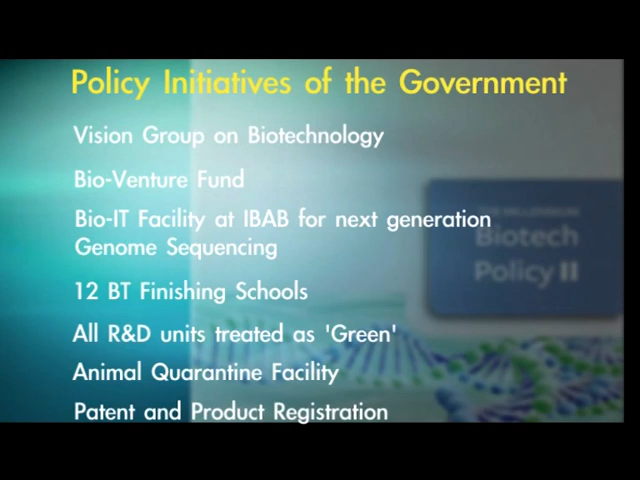 Policy Initiatives of the Government
Vision Group on Biotechnology
Bio-Venture Fund
Bio-IT Facility at IBAB for next generation
Genome Sequencing
12 BT Finishing Schools
All R&D units treated as 'Green'
Animal Quarantine Facility
Patent and Product Registration
THE MILLENNIUM
Biotech
Policy II